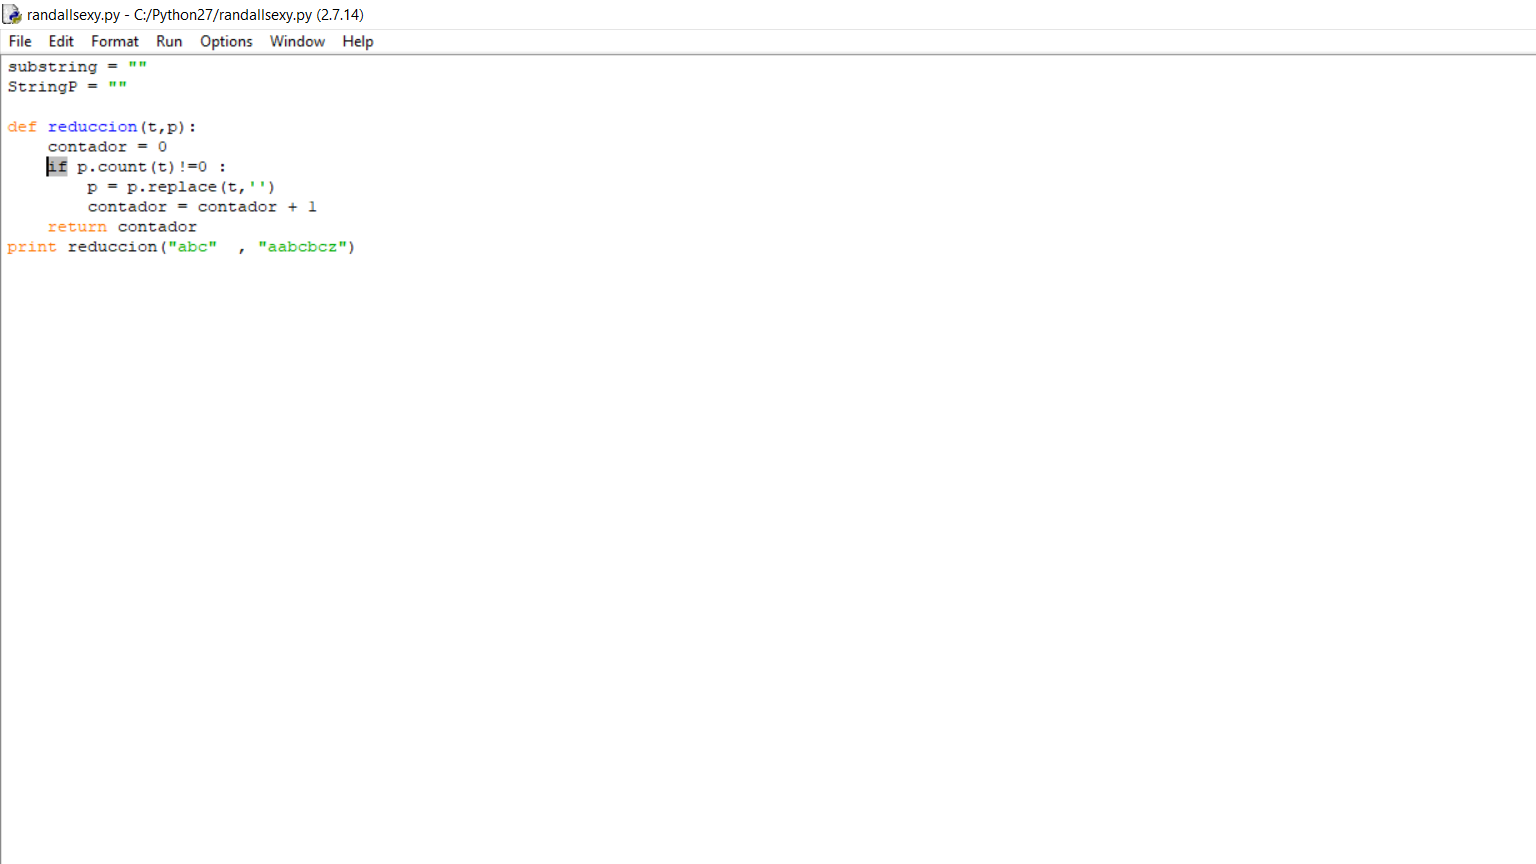 randallsexy.py - C:/Python27/randallsexy.py (2.7.14)
File Edit Format Run Options Window Help
substring = ""
StringP = ""
def reduccion(t,p):
    contador = 0
    if p.count(t)!=0 :
        p = p.replace(t,'')
        contador = contador + 1
    return contador
print reduccion("abc"  , "aabcbcz")